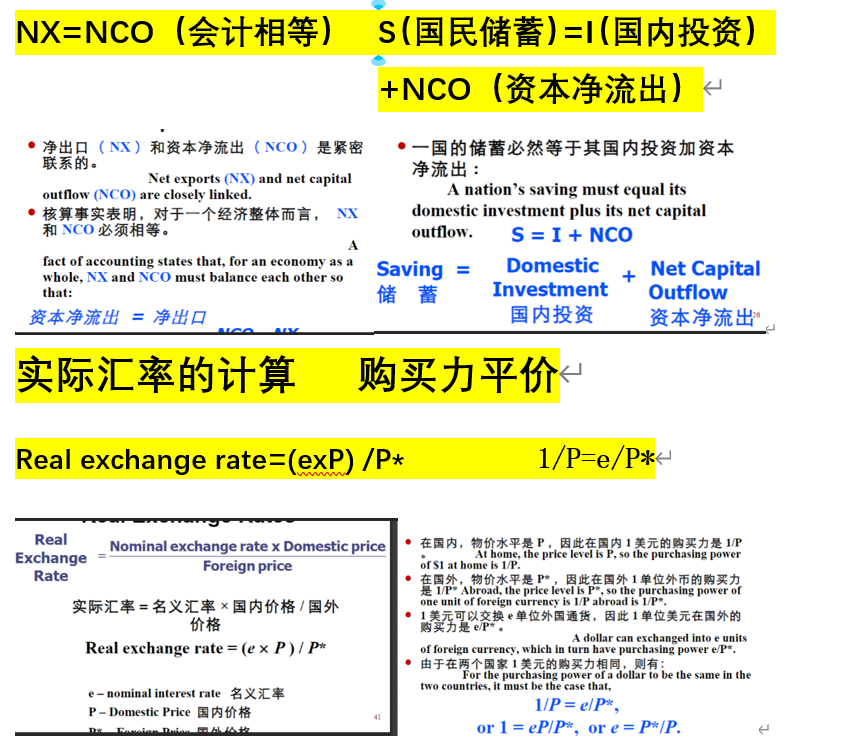 NX=NCO（会计相等）
S(国民储蓄)=I(国内投资)
+NCO（资本净流出）
净出口（ NX ）和资本净流出（ NCO ）是紧密
联系的。
Net exports (NX) and net capital
outflow (NCO) are closely linked.
核算事实表明，对于一个经济整体而言， NX
和 NCO 必须相等。
A
fact of accounting states that, for an economy as a
whole, NX and NCO must balance each other so
that:
资本净流出 = 净出口
一国的储蓄必然等于其国内投资加资本
净流出：
A nation's saving must equal its
domestic investment plus its net capital
outflow.
S = I + NCO
Saving = Domestic Investment + Net Capital Outflow
储 蓄 国内投资 资本净流出
26
实际汇率的计算 购买力平价
Real exchange rate=(exP) /P*
1/P=e/P*
Real Exchange Rates
Real
Exchange
Rate
=
Nominal exchange rate x Domestic price
Foreign price
实际汇率 = 名义汇率 × 国内价格 / 国外
价格
Real exchange rate = (e × P ) / P*
e – nominal interest rate 名义汇率
P – Domestic Price 国内价格
41
P* – Foreign Price 国外价格
在国内，物价水平是 P ，因此在国内 1 美元的购买力是 1/P
。 At home, the price level is P, so the purchasing power
of $1 at home is 1/P.
在国外，物价水平是 P* ，因此在国外 1 单位外币的购买力
是 1/P* Abroad, the price level is P*, so the purchasing power of
one unit of foreign currency is 1/P abroad is 1/P*.
1 美元可以交换 e 单位外国通货，因此 1 单位美元在国外的
购买力是 e/P* 。
A dollar can exchanged into e units
of foreign currency, which in turn have purchasing power e/P*.
由于在两个国家 1 美元的购买力相同，则有：
For the purchasing power of a dollar to be the same in the
two countries, it must be the case that,
1/P = e/P*,
or 1 = eP/P*, or e = P*/P.